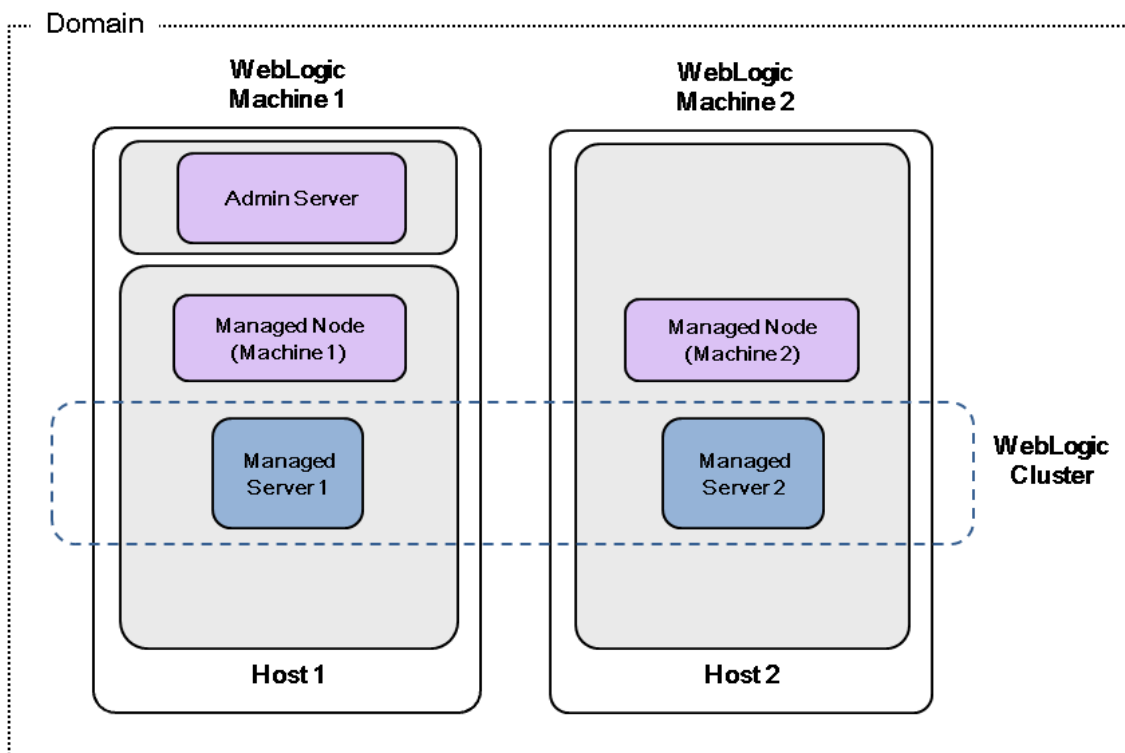 Domain
WebLogic
Machine 1
WebLogic
Machine 2
Admin Server
Managed Node
(Machine 1)
Managed Node
(Machine 2)
Managed
Server 1
Managed
Server 2
WebLogic
Cluster
Host 1
Host 2